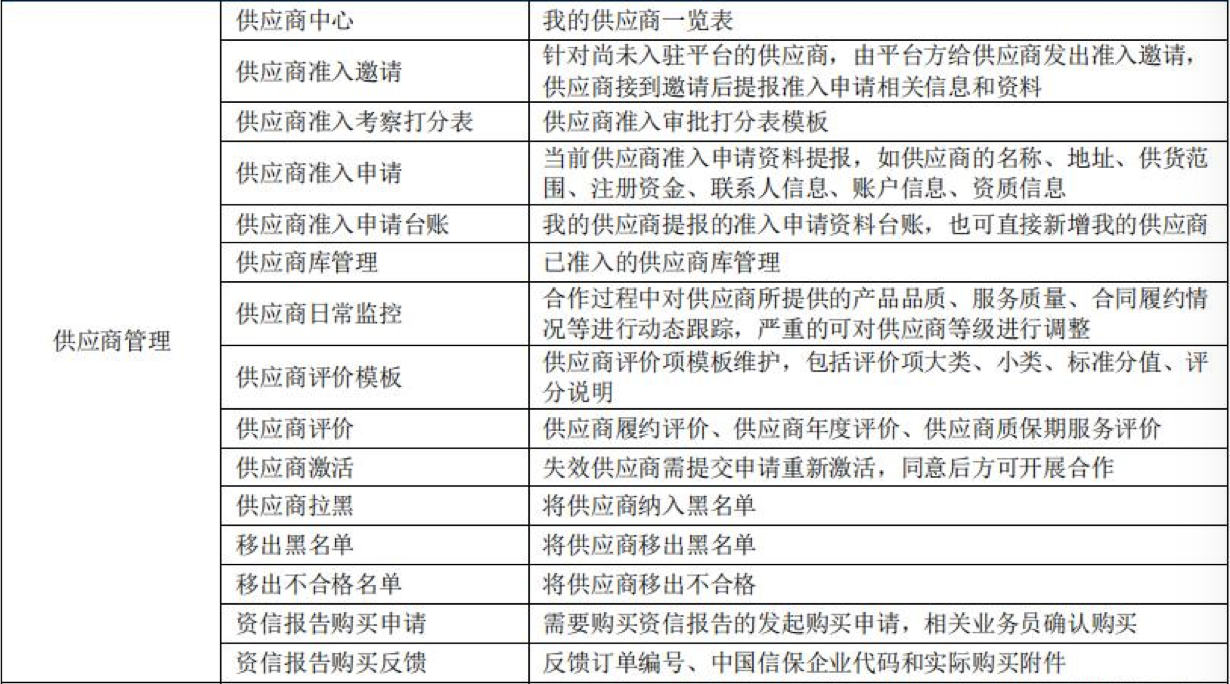 供应商管理
供应商中心
我的供应商一览表
供应商准入邀请
针对尚未入驻平台的供应商，由平台方给供应商发出准入邀请，
供应商接到邀请后提报准入申请相关信息和资料
供应商准入考察打分表
供应商准入审批打分表模板
供应商准入申请
当前供应商准入申请资料提报，如供应商的名称、地址、供货范
围、注册资金、联系人信息、账户信息、资质信息
供应商准入申请台账
我的供应商提报的准入申请资料台账，也可直接新增我的供应商
供应商库管理
已准入的供应商库管理
供应商日常监控
合作过程中对供应商所提供的产品品质、服务质量、合同履约情
况等进行动态跟踪，严重的可对供应商等级进行调整
供应商评价模板
供应商评价项模板维护，包括评价项大类、小类、标准分值、评
分说明
供应商评价
供应商履约评价、供应商年度评价、供应商质保期服务评价
供应商激活
失效供应商需提交申请重新激活，同意后方可开展合作
供应商拉黑
将供应商纳入黑名单
移出黑名单
将供应商移出黑名单
移出不合格名单
将供应商移出不合格
资信报告购买申请
需要购买资信报告的发起购买申请，相关业务员确认购买
资信报告购买反馈
反馈订单编号、中国信保企业代码和实际购买附件